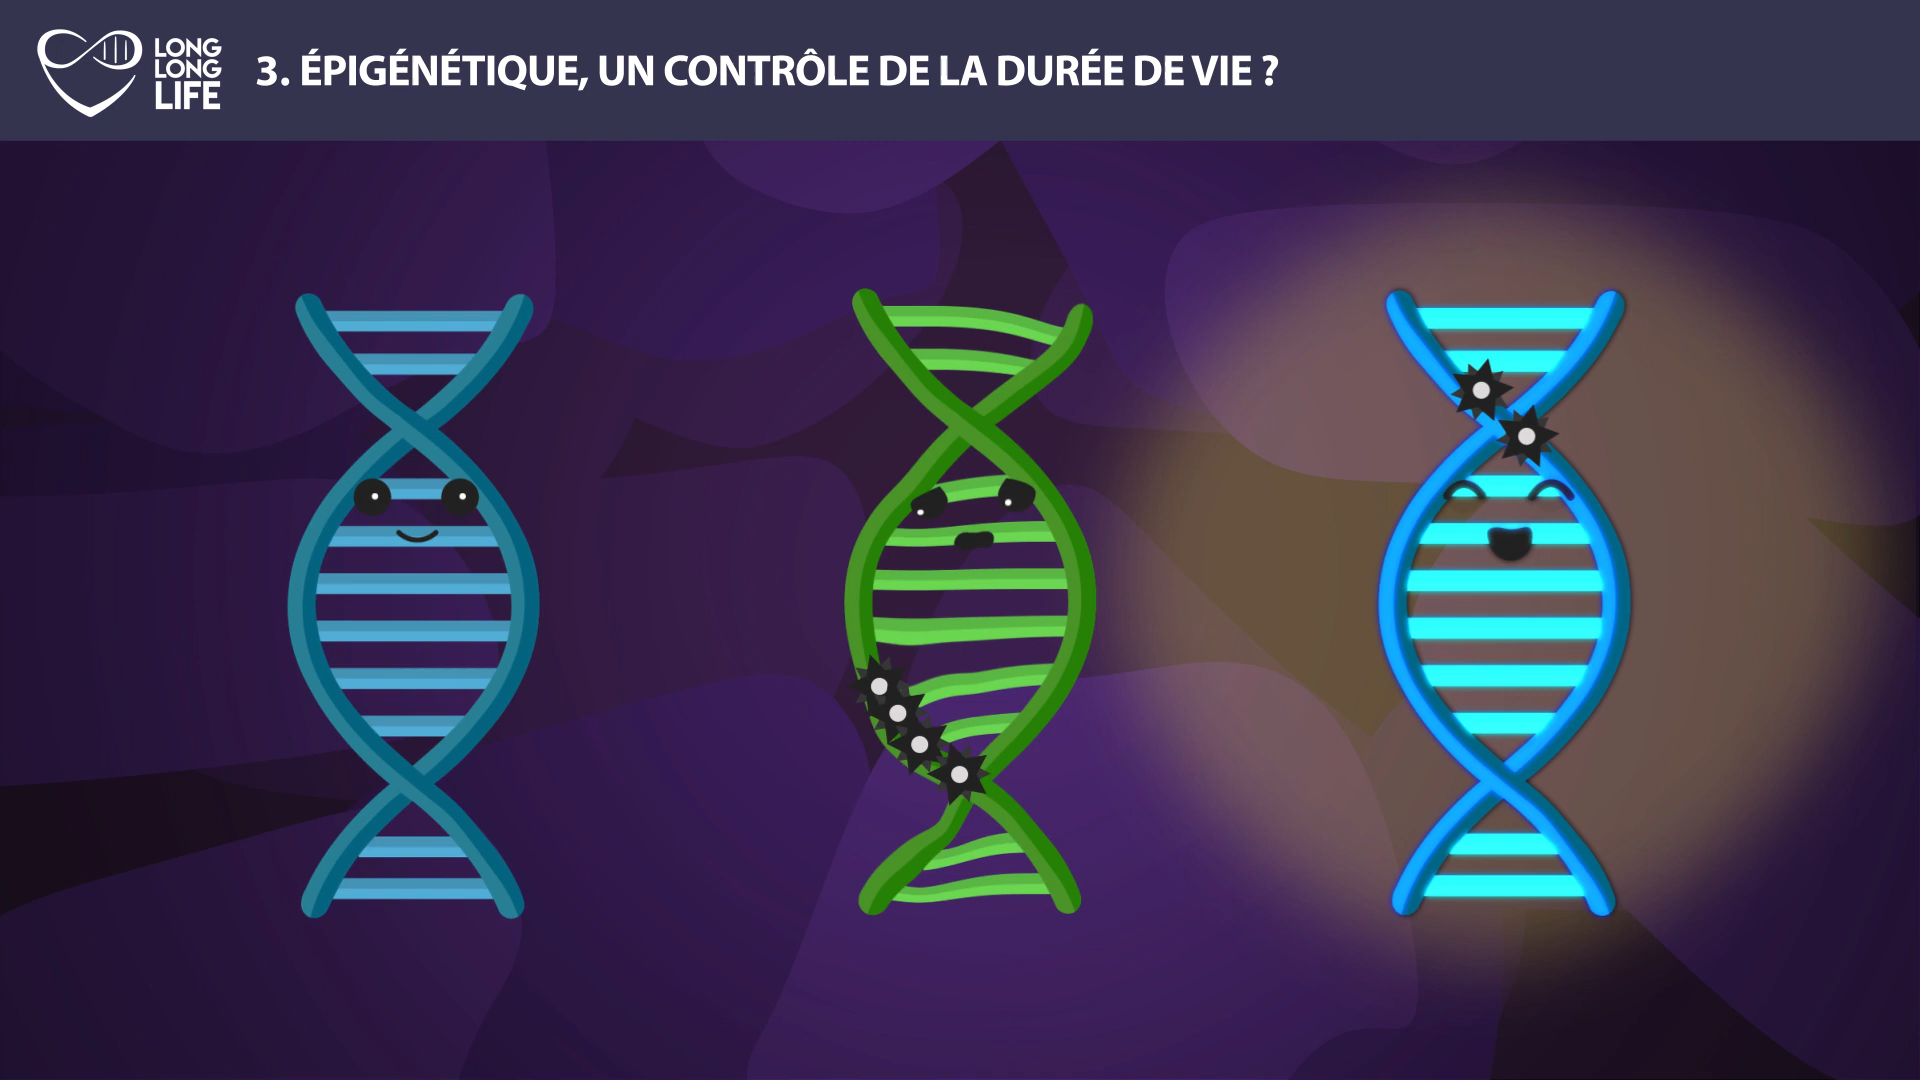 LONG
LONG
LIFE
3. ÉPIGÉNÉTIQUE, UN CONTRÔLE DE LA DURÉE DE VIE ?